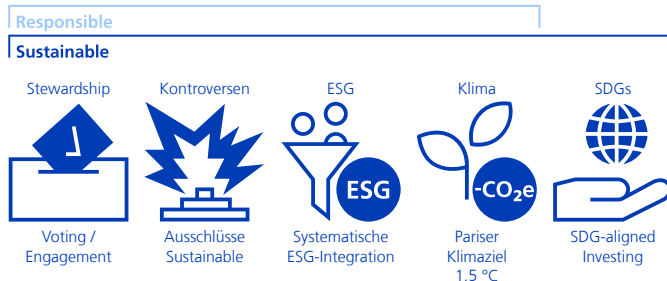 Responsible
Sustainable
Stewardship
Kontroversen
ESG
Klima
SDGs
ESG
-CO₂e
Voting /
Engagement
Ausschlüsse
Sustainable
Systematische
ESG-Integration
Pariser
Klimaziel
1,5 °C
SDG-aligned
Investing